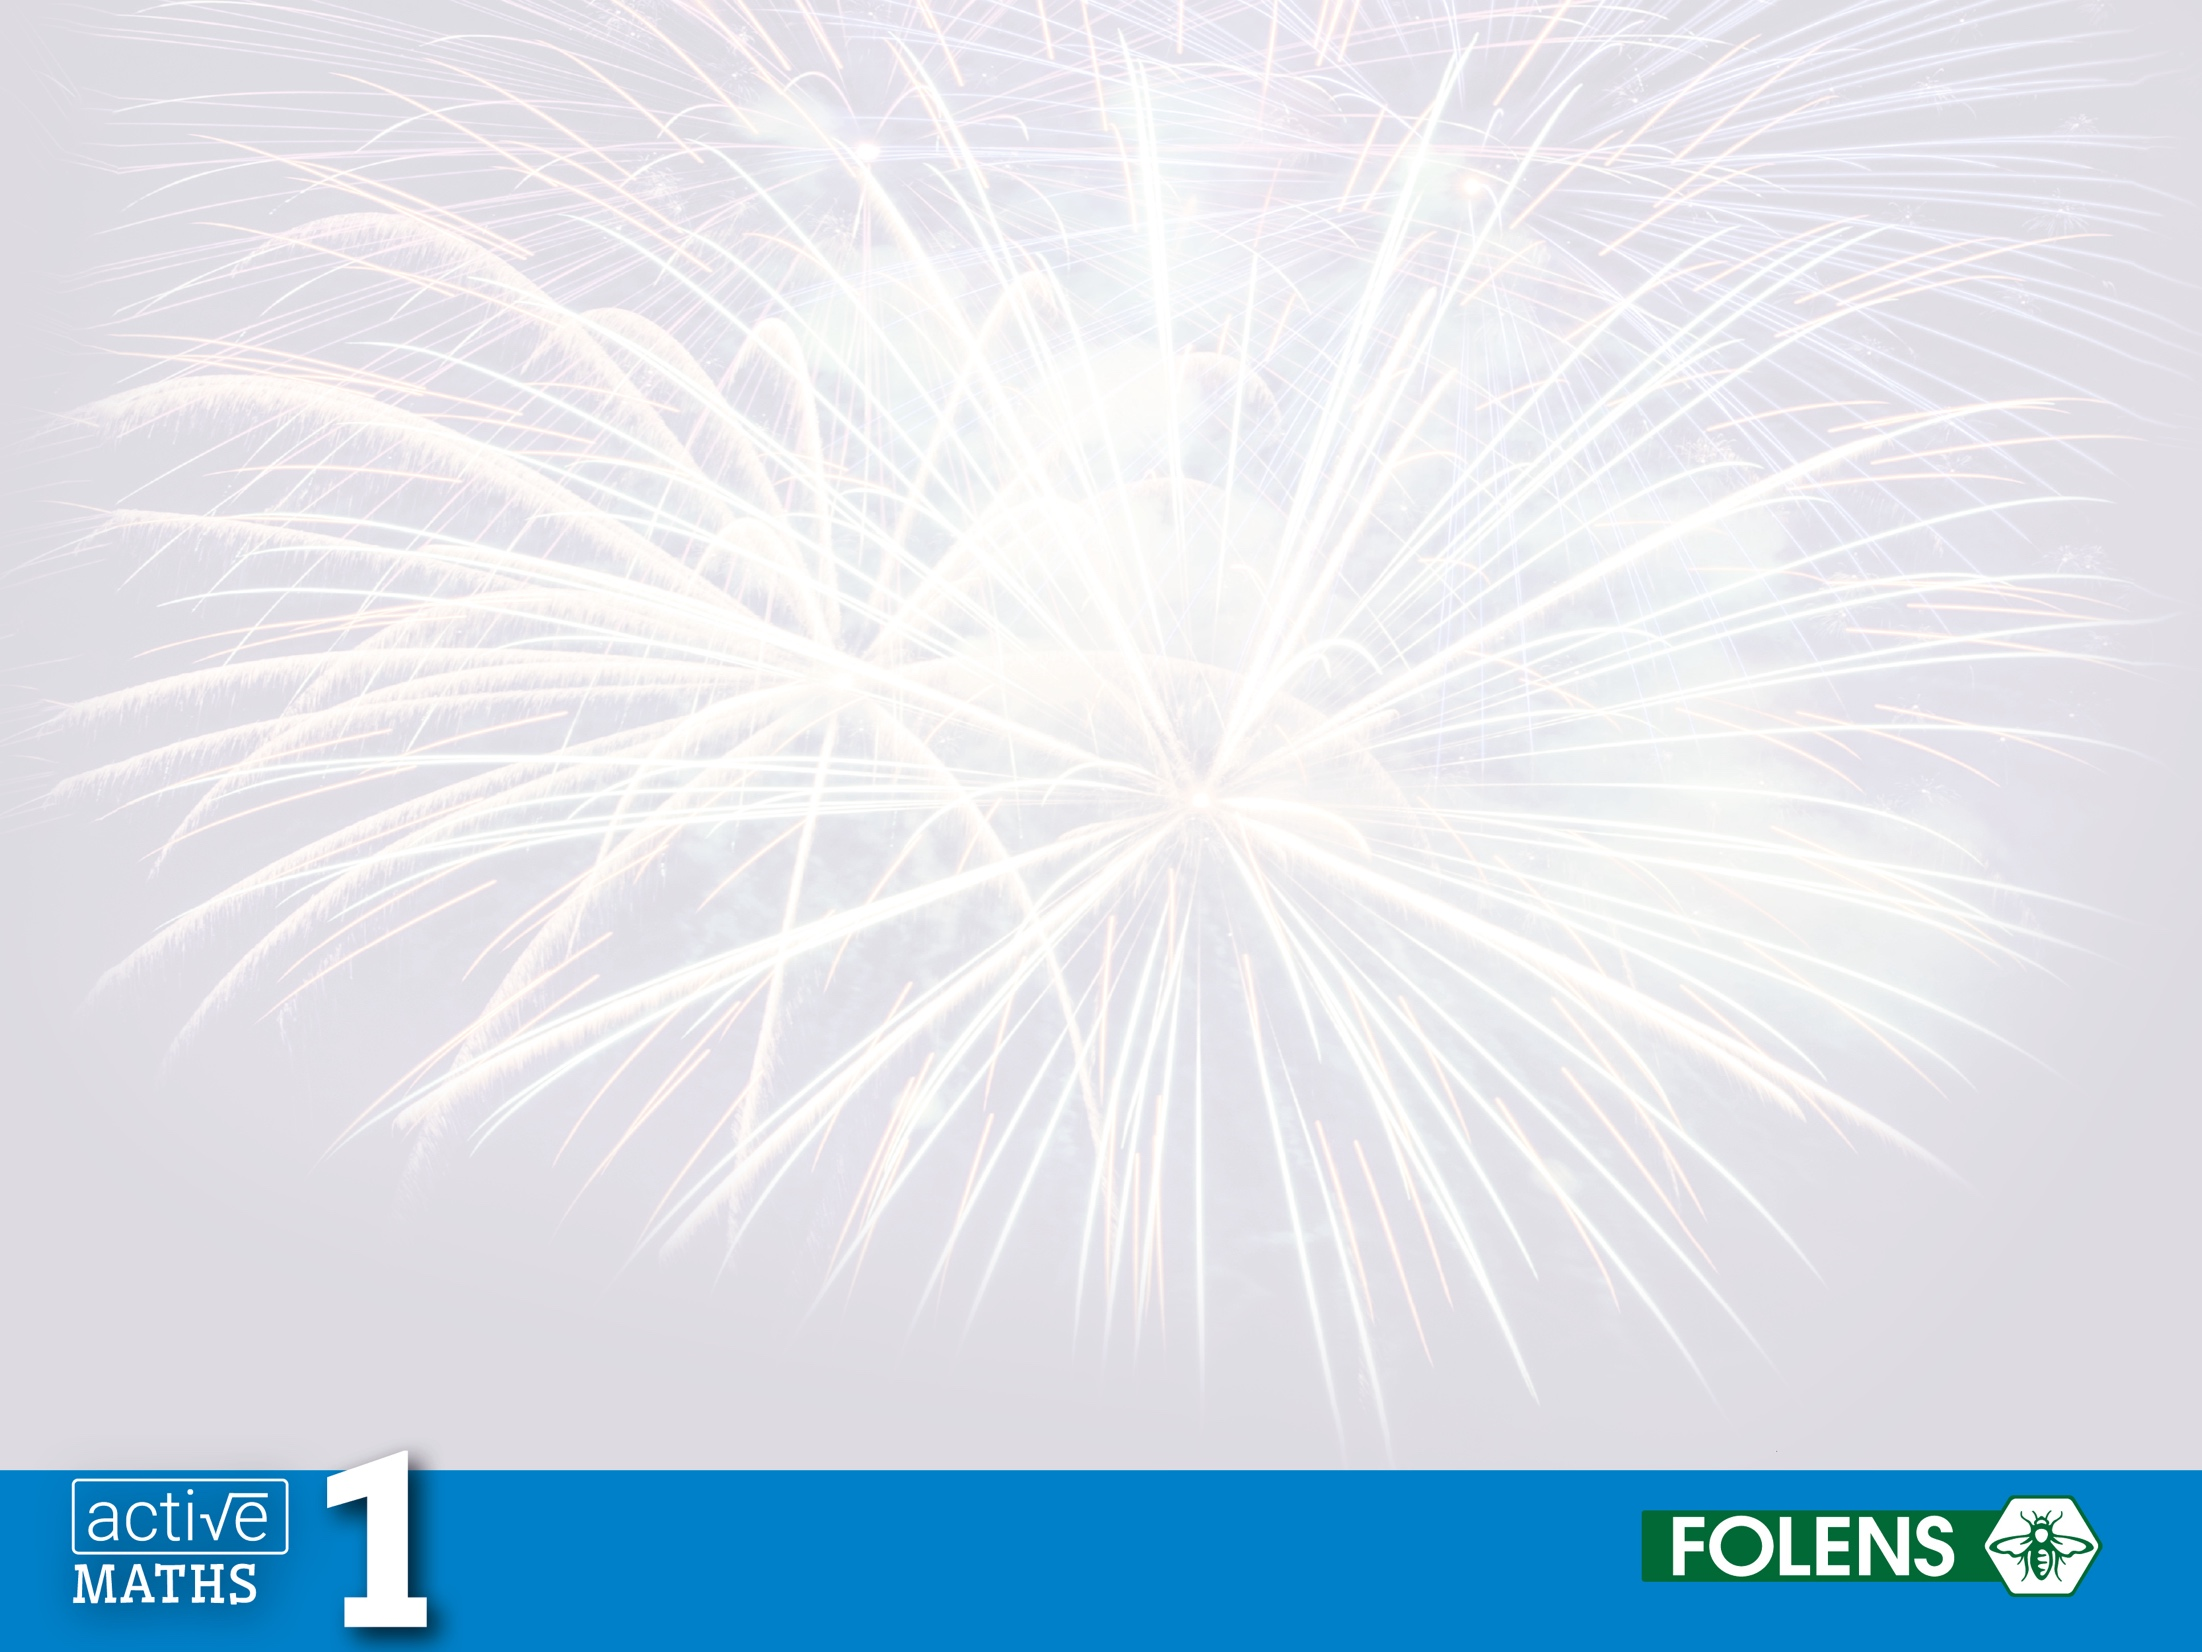 active
MATHS
1
FOLENS